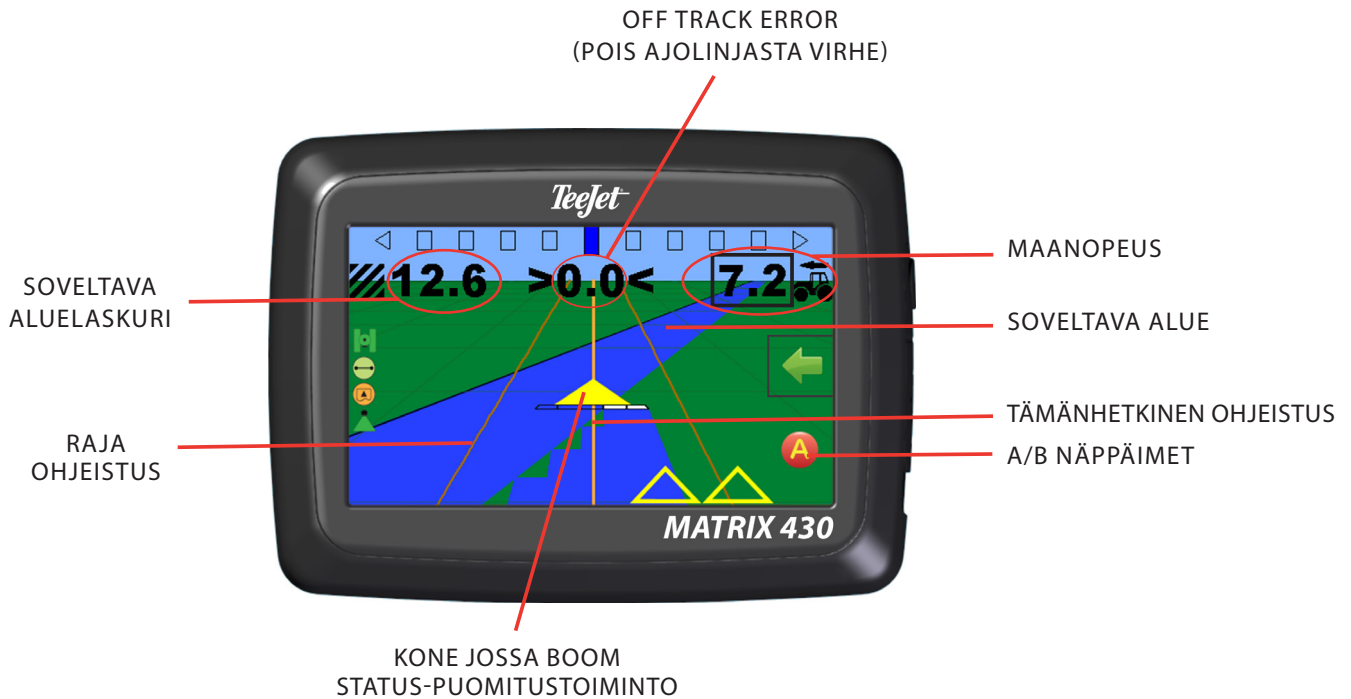 OFF TRACK ERROR
(POIS AJOLINJASTA VIRHE)
TeeJet
12.6 >0.0< 7.2
MAANOPEUS
SOVELTAVA
ALUELASKURI
SOVELTAVA ALUE
TÄMÄNHETKINEN OHJEISTUS
RAJA
OHJEISTUS
A
A/B NÄPPÄIMET
MATRIX 430
KONE JOSSA BOOM
STATUS-PUOMITUSTOIMINTO